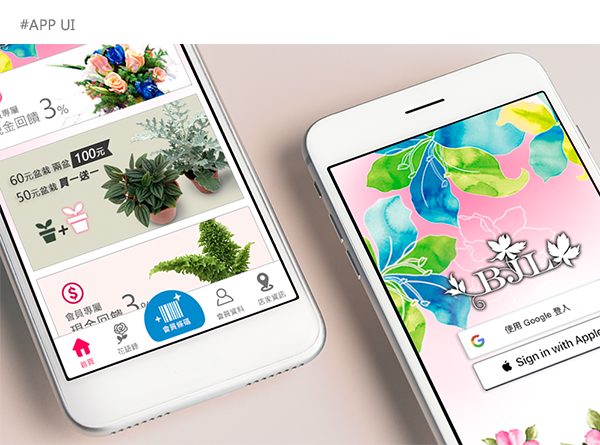 #APP UI
現金回饋 3%
60元盆栽 兩盆 100元
50元盆栽 買一送一
+
$
會員專屬
現金回饋 3%
首頁
花語錄
會員條碼
會員資料
店家資訊
BJL
使用 Google 登入
Sign in with Apple